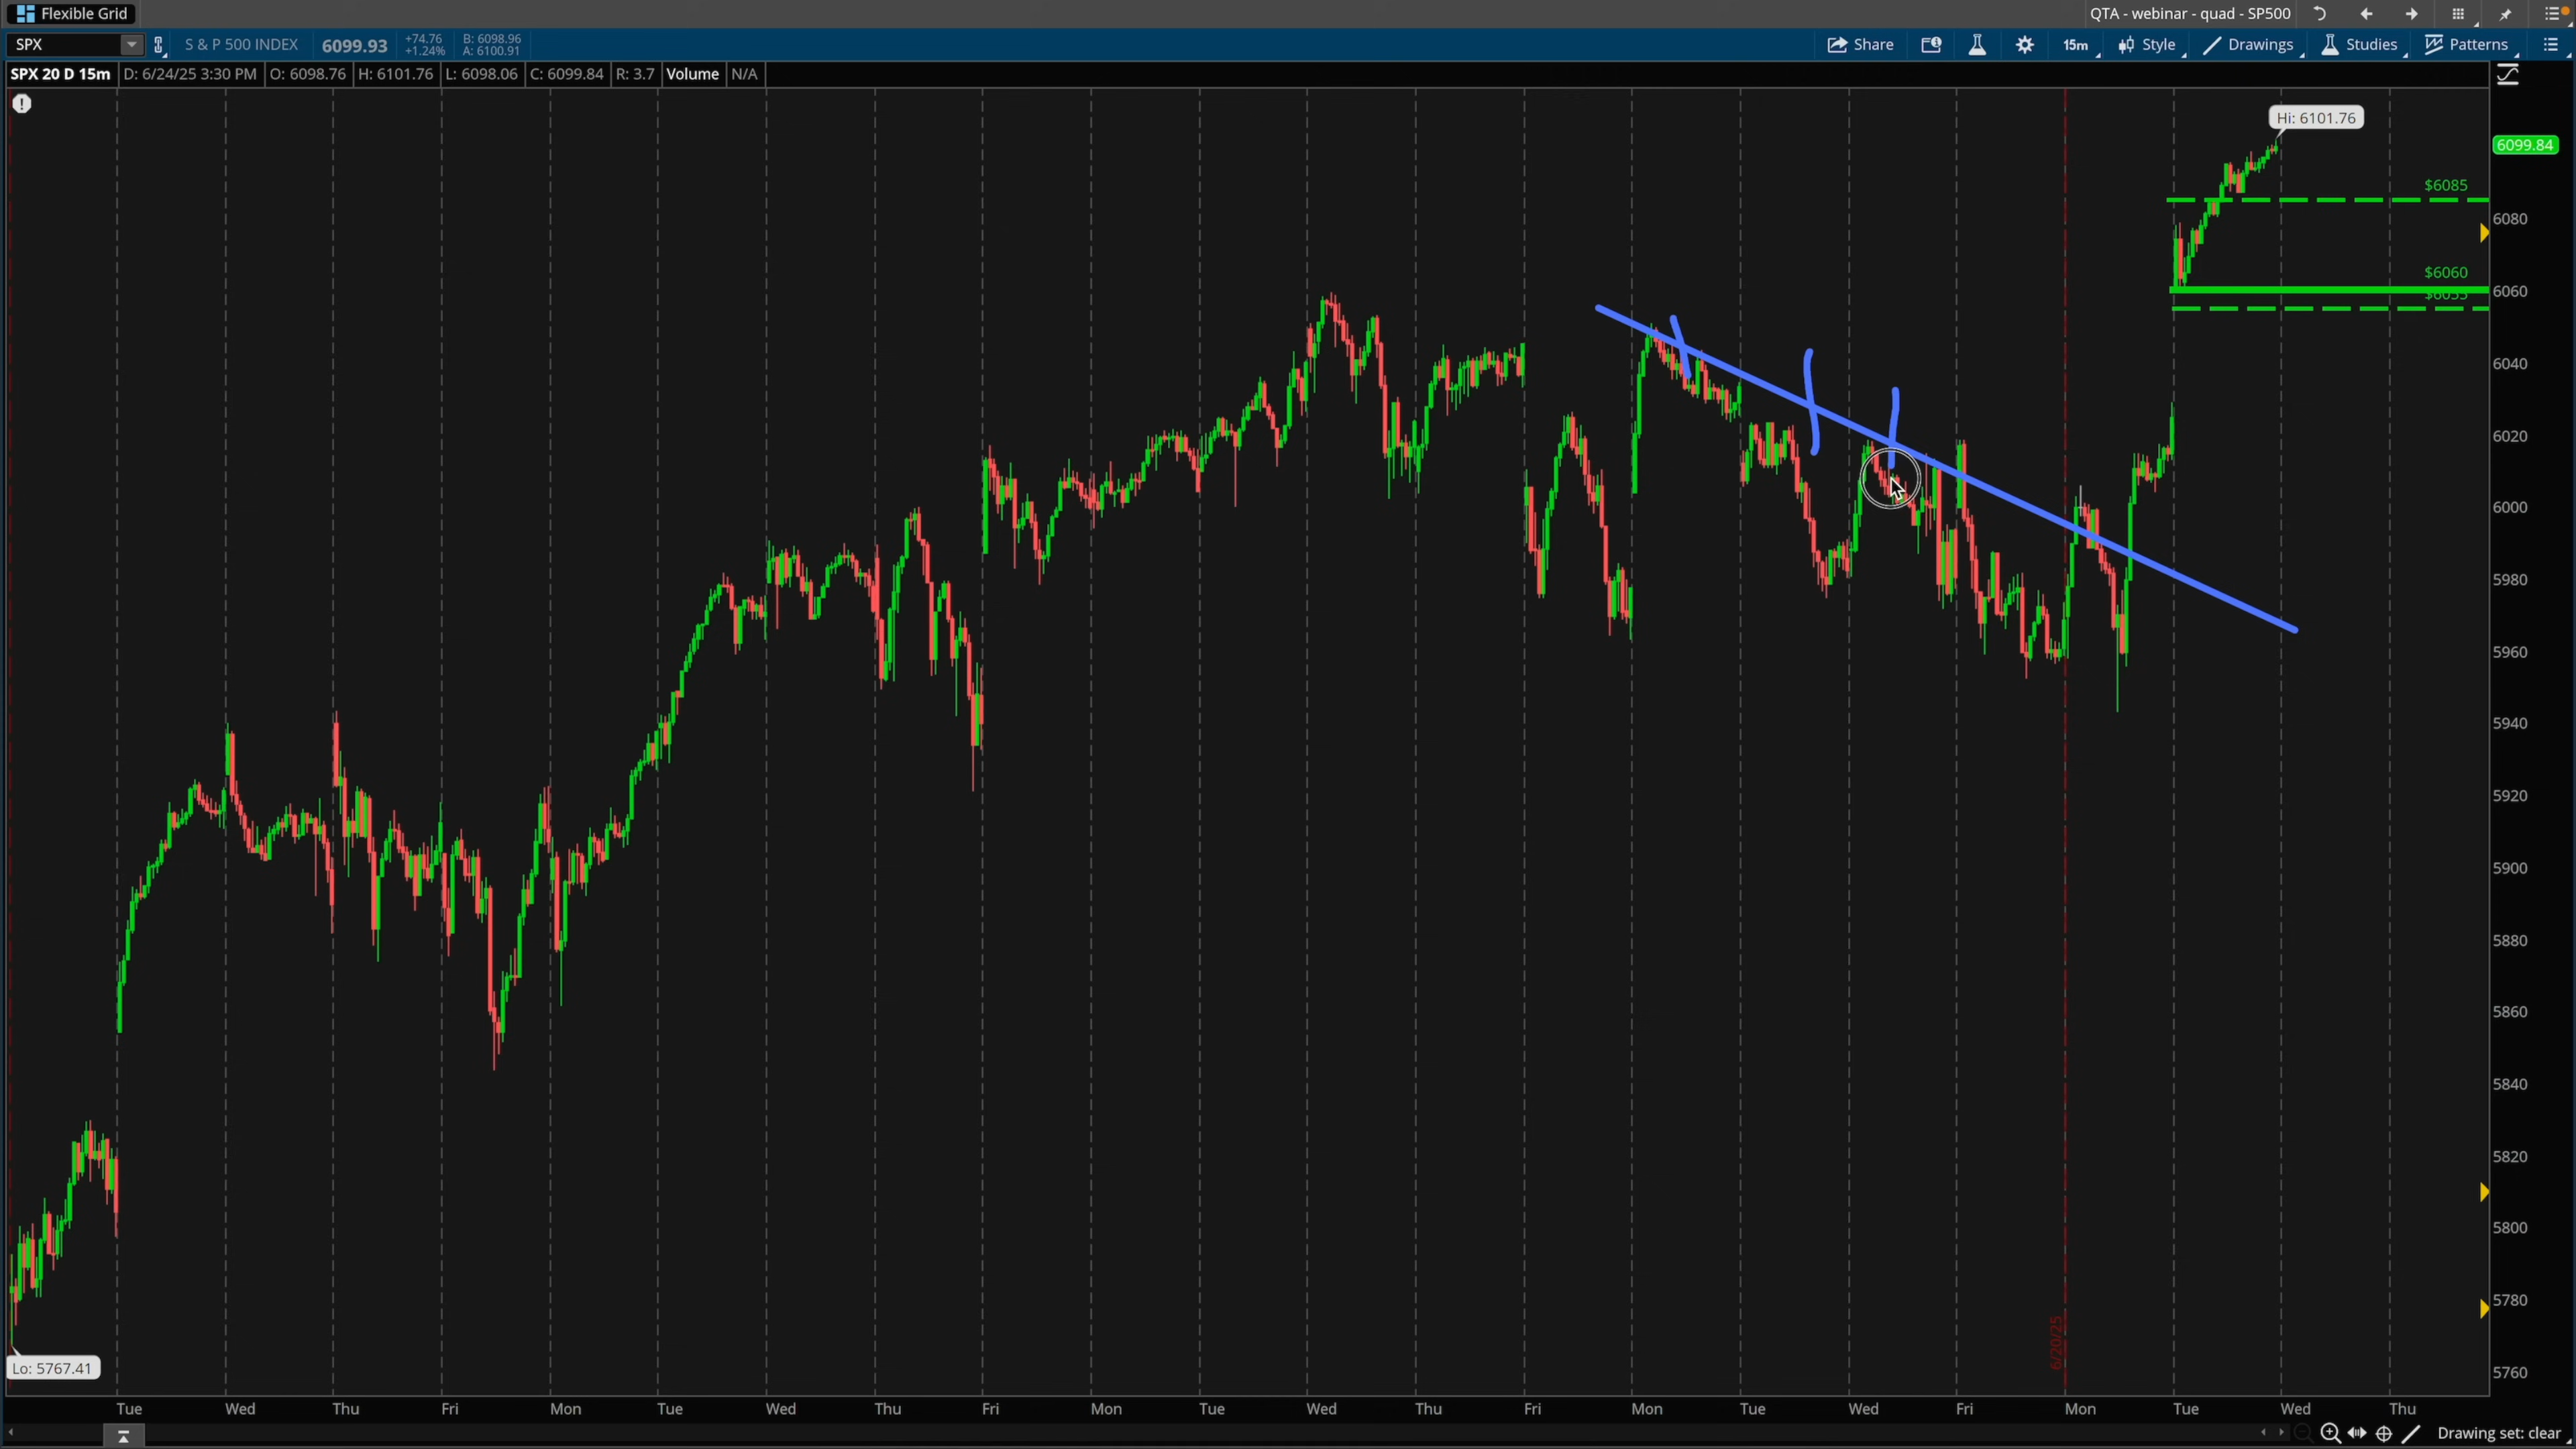 Flexible Grid
QTA - webinar - quad - SP500
SPX
S & P 500 INDEX
6099.93
+74.76
+1.24%
B: 6098.96
A: 6100.91
Share
15m
Style
Drawings
Studies
Patterns
SPX 20 D 15m
D: 6/24/25 3:30 PM
O: 6098.76
H: 6101.76
L: 6098.06
C: 6099.84
R: 3.7
Volume
N/A
Hi: 6101.76
6099.84
$6085
6080
$6060
6060
$6055
6040
6020
6000
5980
5960
5940
5920
5900
5880
5860
5840
5820
5800
5780
5760
6/20/25
Lo: 5767.41
Tue Wed Thu Fri Mon Tue Wed Thu Fri Mon Tue Wed Thu Fri Mon Tue Wed Fri Mon Tue Wed Thu
Drawing set: clear